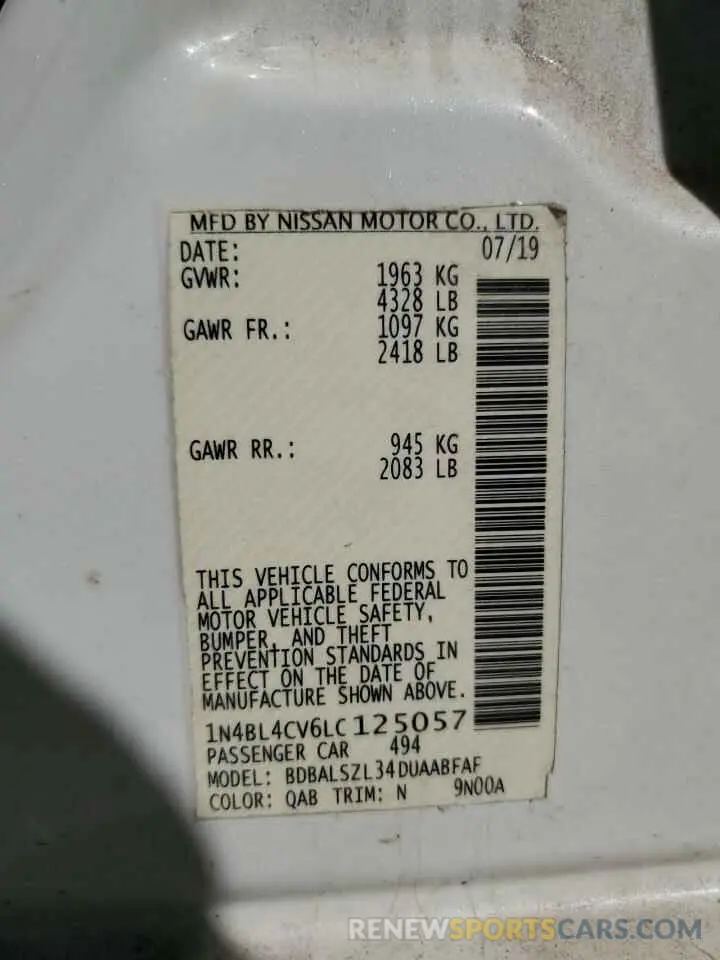 MFD BY NISSAN MOTOR CO., LTD.
DATE: 07/19
GVWR: 1963 KG
4328 LB
GAWR FR.: 1097 KG
2418 LB
GAWR RR.: 945 KG
2083 LB
THIS VEHICLE CONFORMS TO
ALL APPLICABLE FEDERAL
MOTOR VEHICLE SAFETY,
BUMPER, AND THEFT
PREVENTION STANDARDS IN
EFFECT ON THE DATE OF
MANUFACTURE SHOWN ABOVE.
1N4BL4CV6LC125057
PASSENGER CAR 494
MODEL: BDBALSZL34DUAABFAF
COLOR: QAB TRIM: N 9N00A
RENEWSPORTSCARS.COM